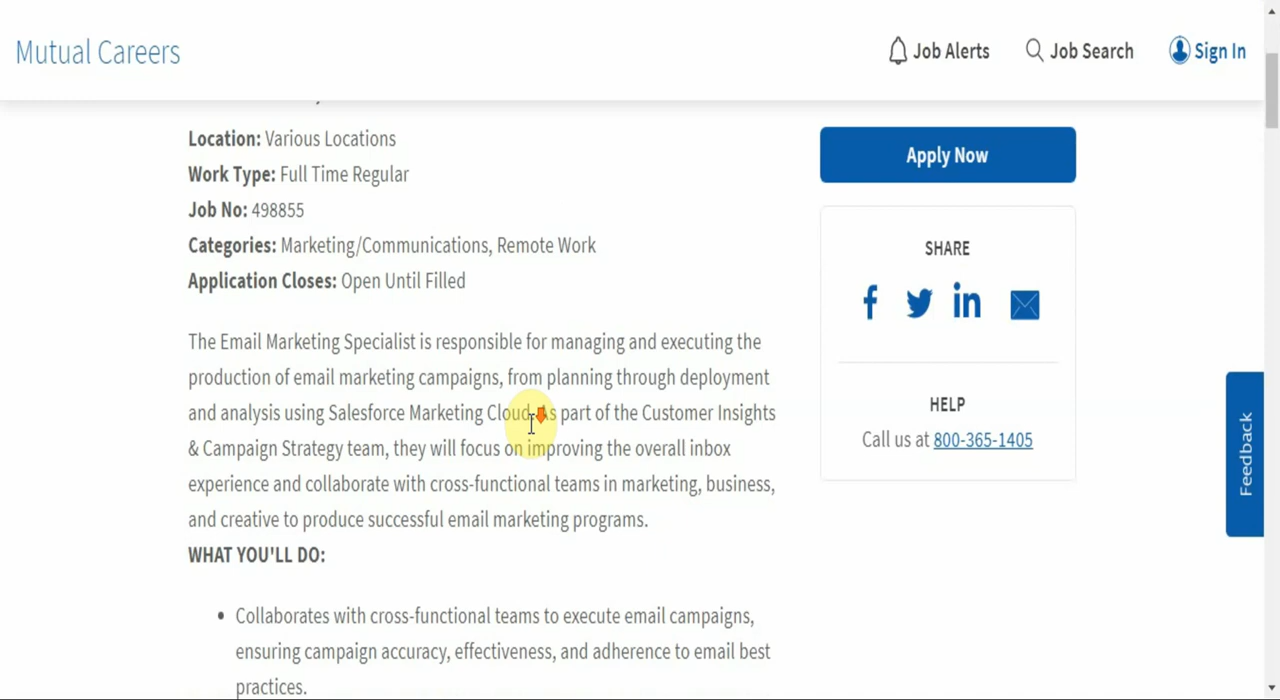 Mutual Careers
Job Alerts
Job Search
Sign In
Location: Various Locations
Work Type: Full Time Regular
Job No: 498855
Categories: Marketing/Communications, Remote Work
Application Closes: Open Until Filled
The Email Marketing Specialist is responsible for managing and executing the
production of email marketing campaigns, from planning through deployment
and analysis using Salesforce Marketing Cloud. As part of the Customer Insights
& Campaign Strategy team, they will focus on improving the overall inbox
experience and collaborate with cross-functional teams in marketing, business,
and creative to produce successful email marketing programs.
WHAT YOU'LL DO:
• Collaborates with cross-functional teams to execute email campaigns,
ensuring campaign accuracy, effectiveness, and adherence to email best
practices.
Apply Now
SHARE
HELP
Call us at 800-365-1405
Feedback